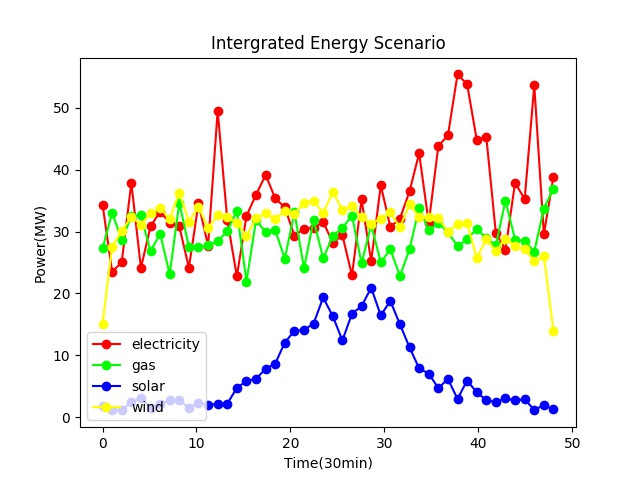 Intergrated Energy Scenario
Power(MW)
50
40
30
20
10
0
electricity
gas
solar
wind
0 10 20 30 40 50
Time(30min)